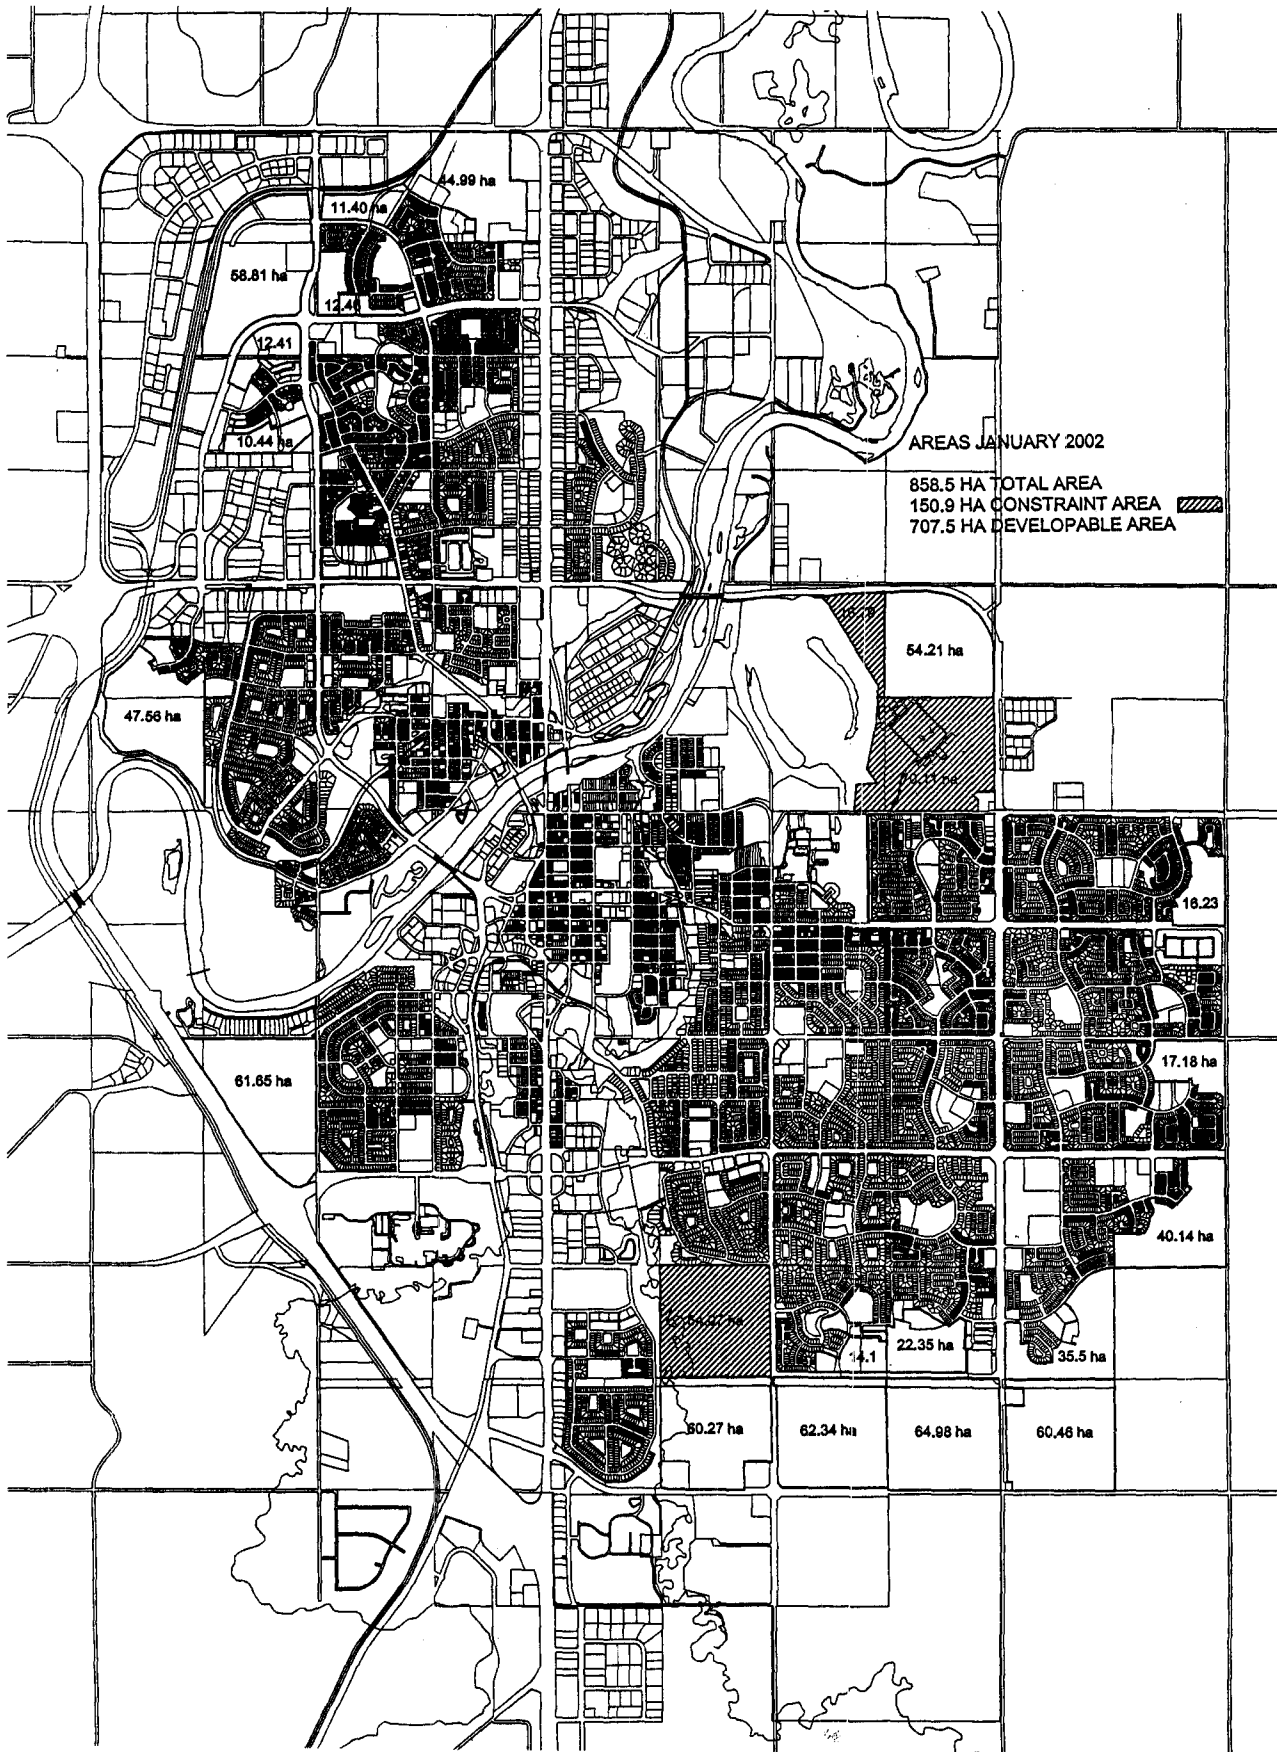 44.99 ha
11.40 ha
58.81 ha
12.46
12.41
10.44 ha
AREAS JANUARY 2002
858.5 HA TOTAL AREA
150.9 HA CONSTRAINT AREA
707.5 HA DEVELOPABLE AREA
54.21 ha
47.56 ha
16.23
61.65 ha
17.18 ha
40.14 ha
14.1
22.35 ha
35.5 ha
60.27 ha
62.34 ha
64.98 ha
60.46 ha